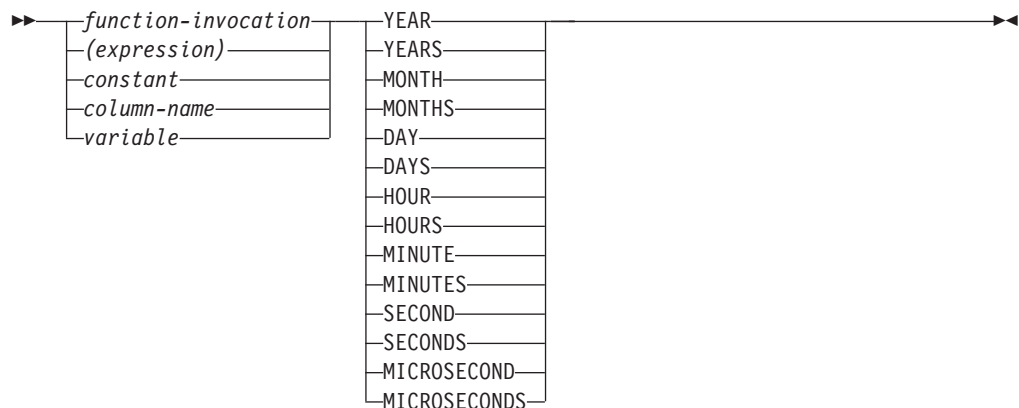 function-invocation YEAR
(expression) YEARS
constant MONTH
column-name MONTHS
variable DAY
DAYS
HOUR
HOURS
MINUTE
MINUTES
SECOND
SECONDS
MICROSECOND
MICROSECONDS